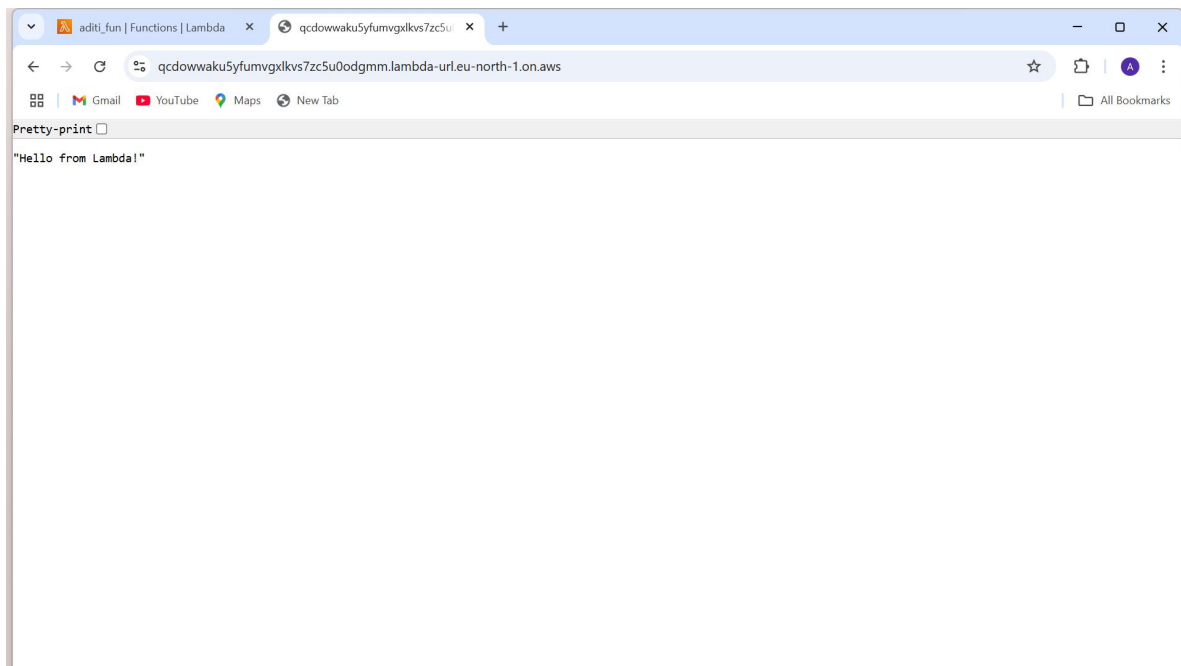 aditi_fun | Functions | Lambda
qcdowwaku5yfumvgxlkvs7zc5u
qcdowwaku5yfumvgxlkvs7zc5u0odgmm.lambda-url.eu-north-1.on.aws
A
Gmail YouTube Maps New Tab All Bookmarks
Pretty-print
"Hello from Lambda!"